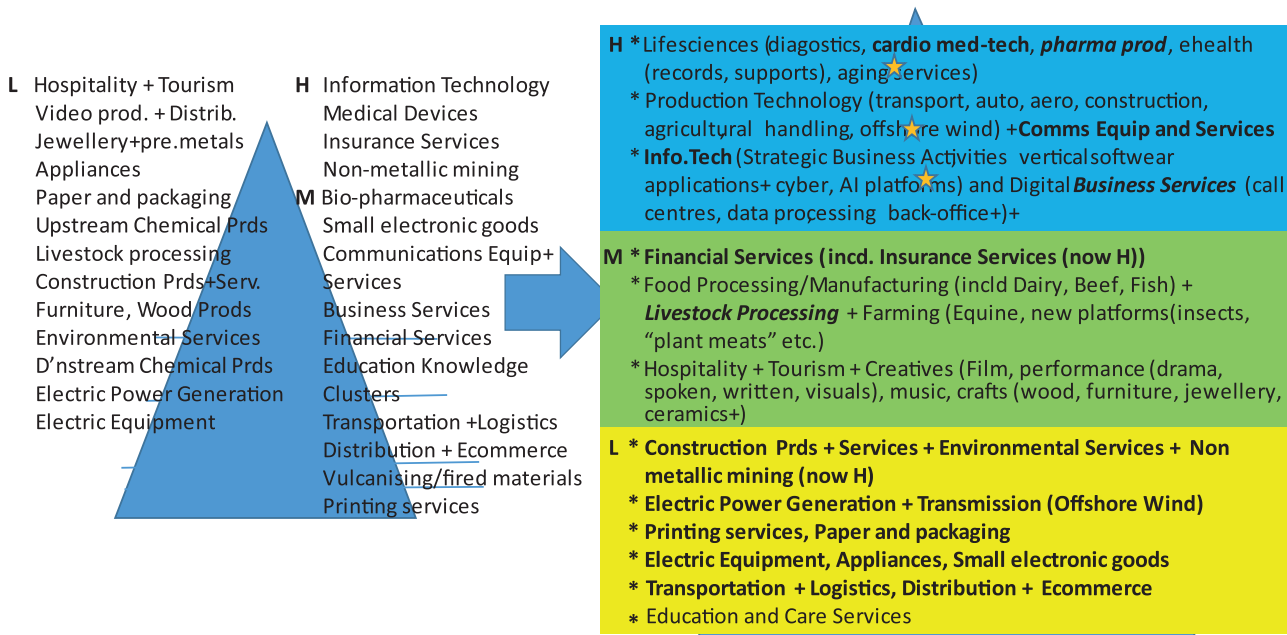 L Hospitality + Tourism
Video prod. + Distrib.
Jewellery+pre.metals
Appliances
Paper and packaging
Upstream Chemical Prds
Livestock processing
Construction Prds+Serv.
Furniture, Wood Prods
Environmental Services
D'nstream Chemical Prds
Electric Power Generation
Electric Equipment
H Information Technology
Medical Devices
Insurance Services
Non-metallic mining
M Bio-pharmaceuticals
Small electronic goods
Communications Equip+
Services
Business Services
Financial Services
Education Knowledge
Clusters
Transportation +Logistics
Distribution + Ecommerce
Vulcanising/fired materials
Printing services
H * Lifesciences (diagnostics, cardio med-tech, pharma prod, ehealth
(records, supports), aging services)
* Production Technology (transport, auto, aero, construction,
agricultural handling, offshore wind) +Comms Equip and Services
* Info.Tech (Strategic Business Activities verticalsoftwear
applications+ cyber, AI platforms) and Digital Business Services (call
centres, data processing back-office+)+
M * Financial Services (incd. Insurance Services (now H))
* Food Processing/Manufacturing (incld Dairy, Beef, Fish) +
Livestock Processing + Farming (Equine, new platforms(insects,
"plant meats" etc.)
* Hospitality + Tourism + Creatives (Film, performance (drama,
spoken, written, visuals), music, crafts (wood, furniture, jewellery,
ceramics+)
L * Construction Prds + Services + Environmental Services + Non
metallic mining (now H)
* Electric Power Generation + Transmission (Offshore Wind)
* Printing services, Paper and packaging
* Electric Equipment, Appliances, Small electronic goods
* Transportation + Logistics, Distribution + Ecommerce
* Education and Care Services